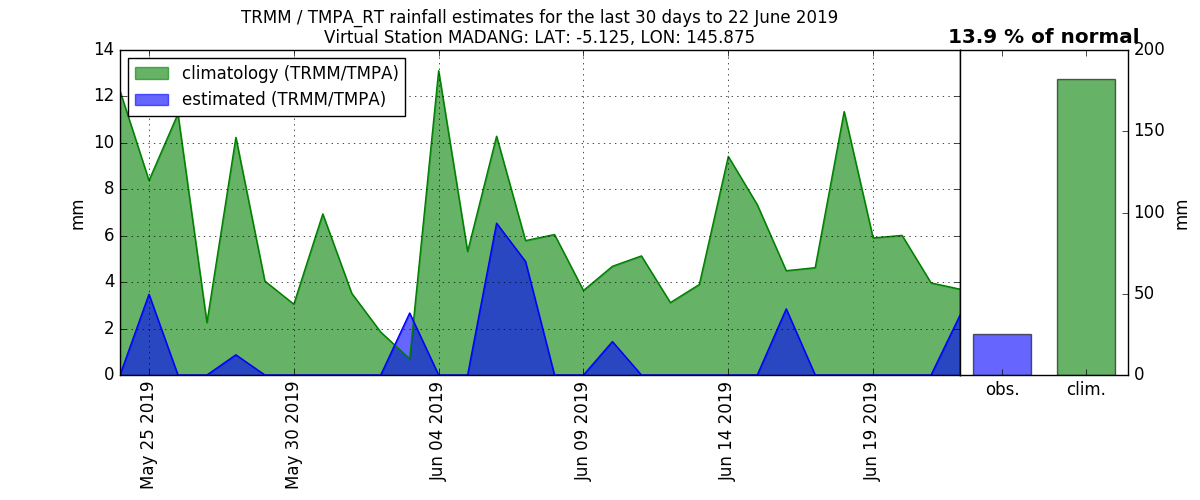 TRMM / TMPA_RT rainfall estimates for the last 30 days to 22 June 2019
Virtual Station MADANG: LAT: -5.125, LON: 145.875
13.9 % of normal
climatology (TRMM/TMPA)
estimated (TRMM/TMPA)
14
12
10
8
6
4
2
0
mm
May 25 2019
May 30 2019
Jun 04 2019
Jun 09 2019
Jun 14 2019
Jun 19 2019
obs.
clim.
200
150
100
50
0
mm